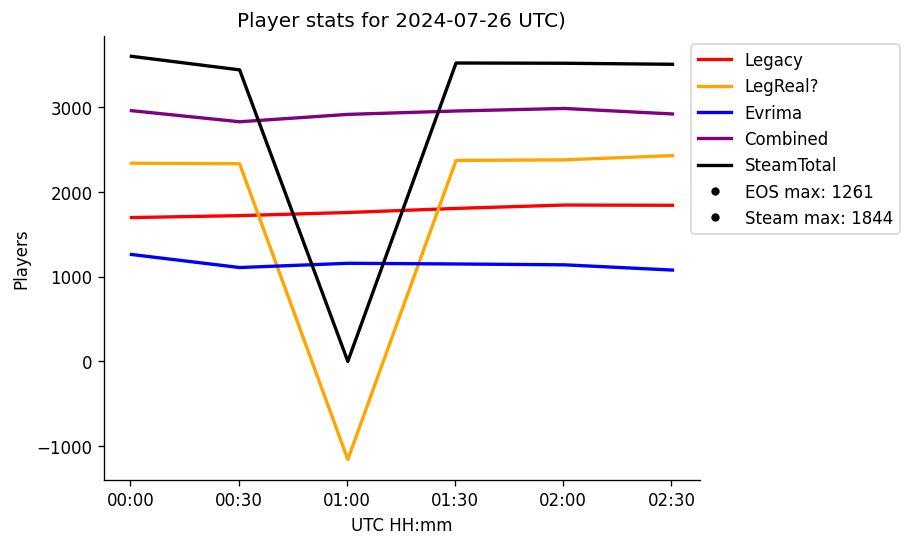 Player stats for 2024-07-26 UTC)
Legacy
LegReal?
Evrima
Combined
SteamTotal
EOS max: 1261
Steam max: 1844
Players
3000
2000
1000
0
−1000
00:00 00:30 01:00 01:30 02:00 02:30
UTC HH:mm